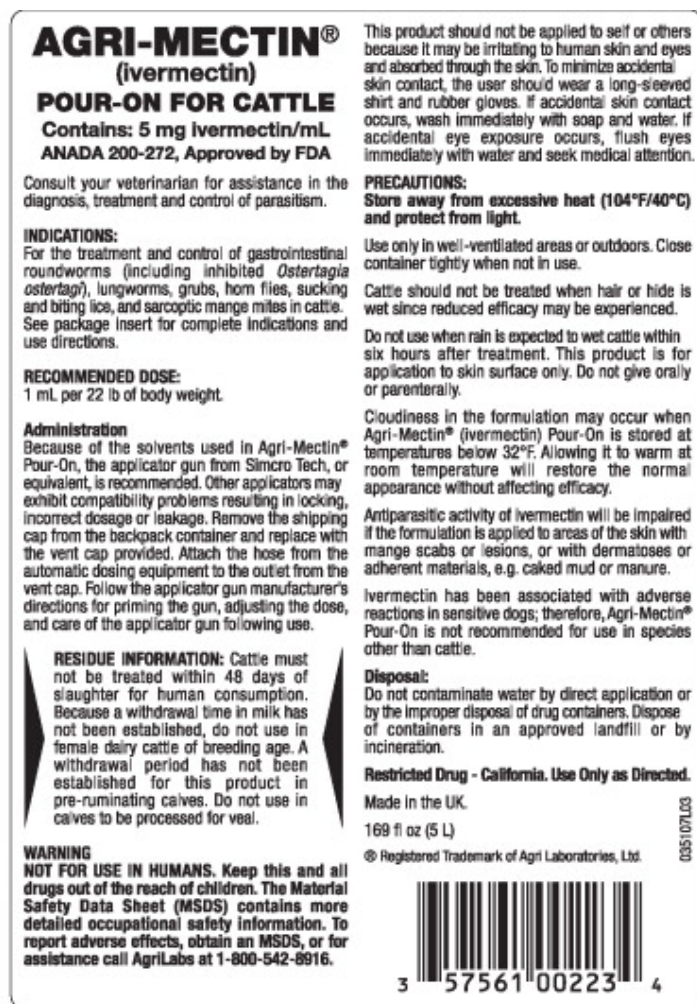 AGRI-MECTIN®
(ivermectin)
POUR-ON FOR CATTLE
Contains: 5 mg ivermectin/mL
ANADA 200-272, Approved by FDA
Consult your veterinarian for assistance in the
diagnosis, treatment and control of parasitism.
INDICATIONS:
For the treatment and control of gastrointestinal
roundworms (including inhibited Ostertagia
ostertagi), lungworms, grubs, horn flies, sucking
and biting lice, and sarcoptic mange mites in cattle.
See package insert for complete indications and
use directions.
RECOMMENDED DOSE:
1 mL per 22 lb of body weight.
Administration
Because of the solvents used in Agri-Mectin®
Pour-On, the applicator gun from Simcro Tech, or
equivalent, is recommended. Other applicators may
exhibit compatibility problems resulting in locking,
incorrect dosage or leakage. Remove the shipping
cap from the backpack container and replace with
the vent cap provided. Attach the hose from the
automatic dosing equipment to the outlet from the
vent cap. Follow the applicator gun manufacturer's
directions for priming the gun, adjusting the dose,
and care of the applicator gun following use.
RESIDUE INFORMATION: Cattle must
not be treated within 48 days of
slaughter for human consumption.
Because a withdrawal time in milk has
not been established, do not use in
female dairy cattle of breeding age. A
withdrawal period has not been
established for this product in
pre-ruminating calves. Do not use in
calves to be processed for veal.
WARNING
NOT FOR USE IN HUMANS. Keep this and all
drugs out of the reach of children. The Material
Safety Data Sheet (MSDS) contains more
detailed occupational safety information. To
report adverse effects, obtain an MSDS, or for
assistance call AgriLabs at 1-800-542-8916.
This product should not be applied to self or others
because it may be irritating to human skin and eyes
and absorbed through the skin. To minimize accidental
skin contact, the user should wear a long-sleeved
shirt and rubber gloves. If accidental skin contact
occurs, wash immediately with soap and water. If
accidental eye exposure occurs, flush eyes
immediately with water and seek medical attention.
PRECAUTIONS:
Store away from excessive heat (104°F/40°C)
and protect from light.
Use only in well-ventilated areas or outdoors. Close
container tightly when not in use.
Cattle should not be treated when hair or hide is
wet since reduced efficacy may be experienced.
Do not use when rain is expected to wet cattle within
six hours after treatment. This product is for
application to skin surface only. Do not give orally
or parenterally.
Cloudiness in the formulation may occur when
Agri-Mectin® (ivermectin) Pour-On is stored at
temperatures below 32°F. Allowing it to warm at
room temperature will restore the normal
appearance without affecting efficacy.
Antiparasitic activity of ivermectin will be impaired
if the formulation is applied to areas of the skin with
mange scabs or lesions, or with dermatoses or
adherent materials, e.g. caked mud or manure.
Ivermectin has been associated with adverse
reactions in sensitive dogs; therefore, Agri-Mectin®
Pour-On is not recommended for use in species
other than cattle.
Disposal:
Do not contaminate water by direct application or
by the improper disposal of drug containers. Dispose
of containers in an approved landfill or by
incineration.
Restricted Drug - California. Use Only as Directed.
Made in the UK.
169 fl oz (5 L)
® Registered Trademark of Agri Laboratories, Ltd.
035107L03
3 57561 00223 4